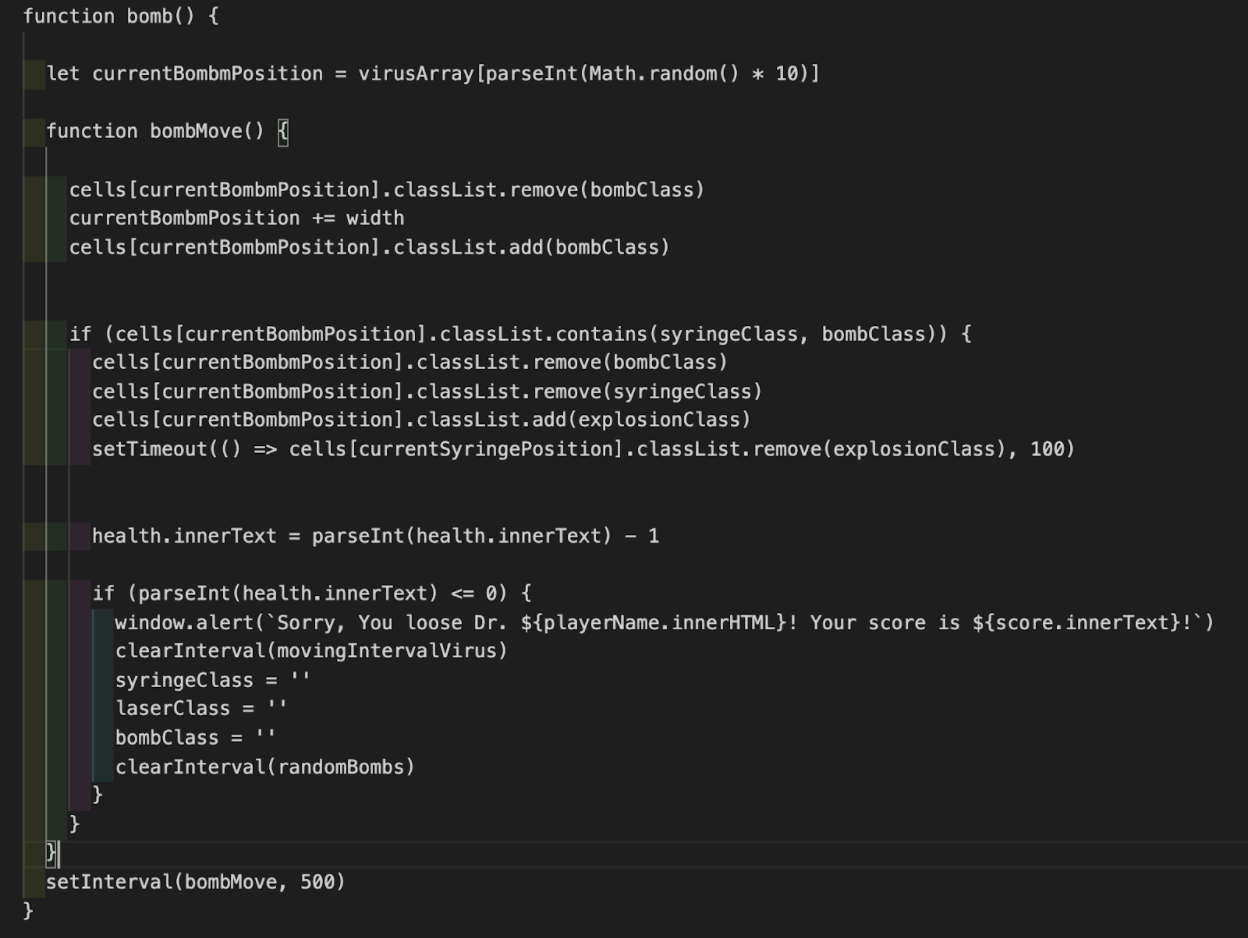 function bomb() {
let currentBombmPosition = virusArray[parseInt(Math.random() * 10)]
function bombMove() {
cells[currentBombmPosition].classList.remove(bombClass)
currentBombmPosition += width
cells[currentBombmPosition].classList.add(bombClass)
if (cells[currentBombmPosition].classList.contains(syringeClass, bombClass)) {
cells[currentBombmPosition].classList.remove(bombClass)
cells[currentBombmPosition].classList.remove(syringeClass)
cells[currentBombmPosition].classList.add(explosionClass)
setTimeout(() => cells[currentSyringePosition].classList.remove(explosionClass), 100)
health.innerText = parseInt(health.innerText) - 1
if (parseInt(health.innerText) <= 0) {
window.alert(`Sorry, You loose Dr. ${playerName.innerHTML}! Your score is ${score.innerText}!`)
clearInterval(movingIntervalVirus)
syringeClass = ''
laserClass = ''
bombClass = ''
clearInterval(randomBombs)
}
}
}
setInterval(bombMove, 500)
}